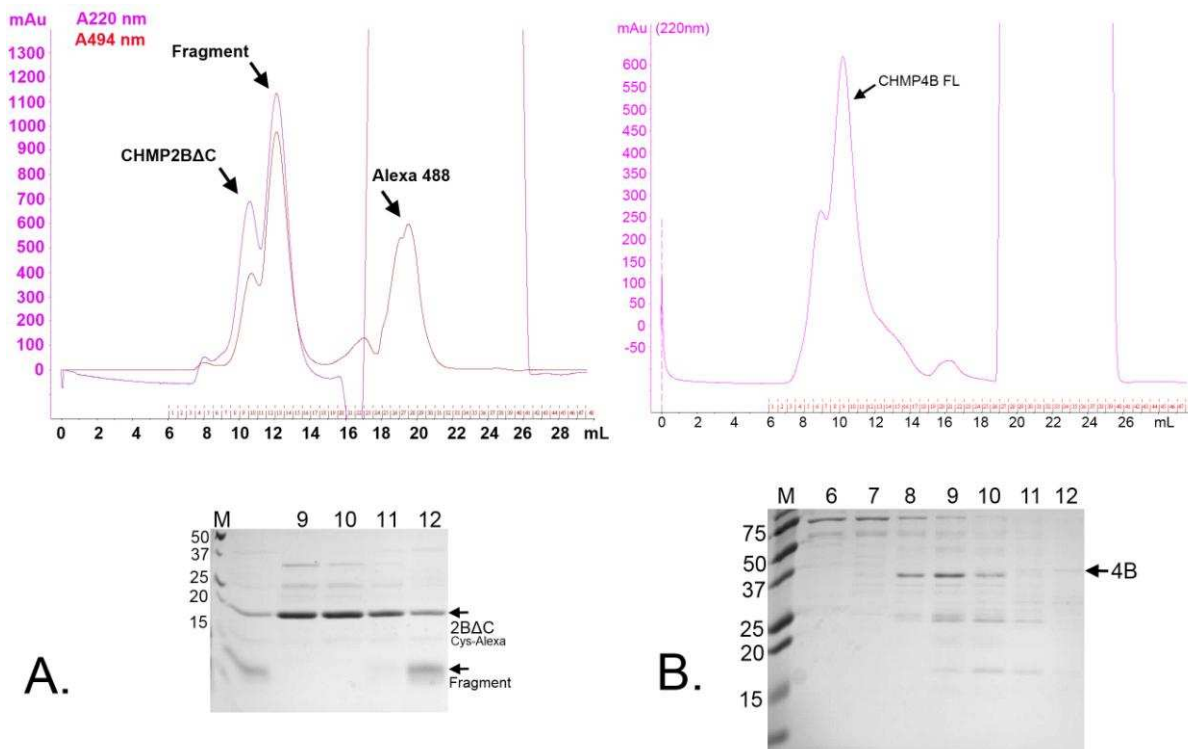 mAu
A220 nm
A494 nm
1300
1200
1100
1000
900
800
700
600
500
400
300
200
100
0
Fragment
CHMP2BΔC
Alexa 488
0 2 4 6 8 10 12 14 16 18 20 22 24 26 28 mL
mAu (220nm)
600
550
500
450
400
350
300
250
200
150
100
50
0
-50
CHMP4B FL
0 2 4 6 8 10 12 14 16 18 20 22 24 26 mL
M 9 10 11 12
50
37
25
20
15
2BΔC
Cys-Alexa
Fragment
A.
M 6 7 8 9 10 11 12
75
50
37
25
20
15
4B
B.